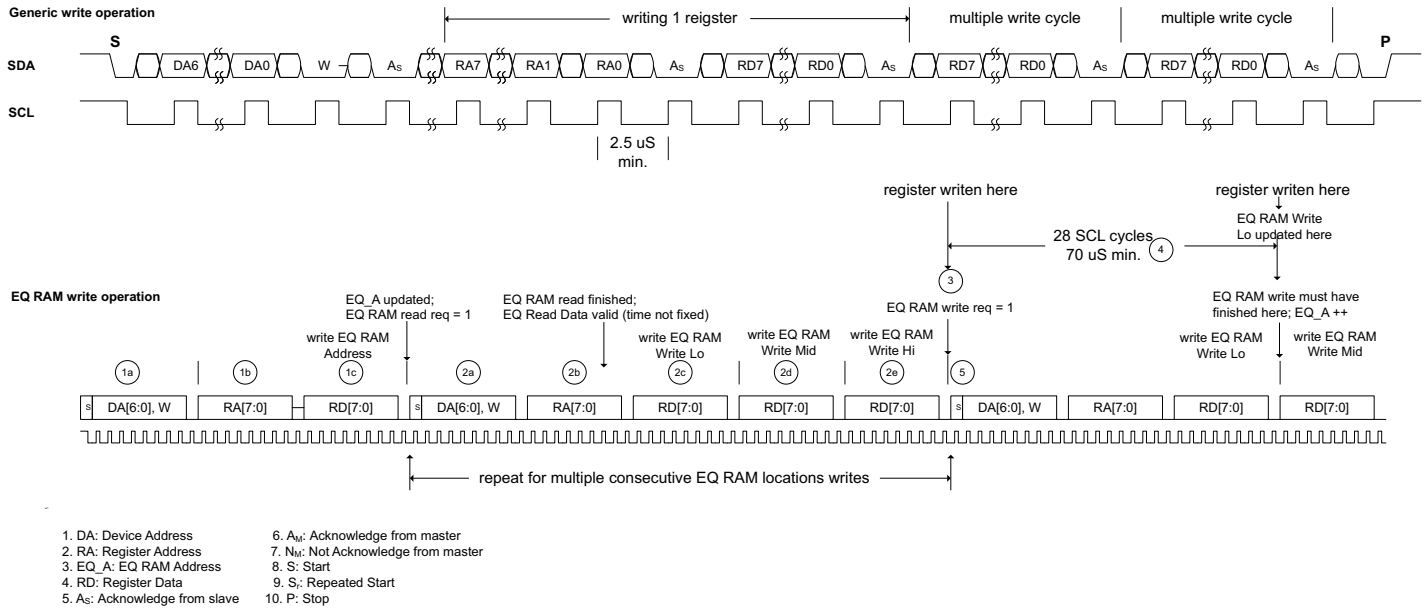 Generic write operation
writing 1 reigster
multiple write cycle
multiple write cycle
S
P
SDA
DA6
DA0
W
As
RA7
RA1
RA0
As
RD7
RD0
As
RD7
RD0
As
RD7
RD0
As
SCL
2.5 uS
min.
register writen here
register writen here
EQ RAM Write
Lo updated here
28 SCL cycles
70 uS min.
4
3
EQ RAM write operation
EQ_A updated;
EQ RAM read req = 1
EQ RAM read finished;
EQ Read Data valid (time not fixed)
EQ RAM write req = 1
EQ RAM write must have
finished here; EQ_A ++
write EQ RAM
Address
write EQ RAM
Write Lo
write EQ RAM
Write Mid
write EQ RAM
Write Hi
write EQ RAM
Write Lo
write EQ RAM
Write Mid
1a
1b
1c
2a
2b
2c
2d
2e
5
S
DA[6:0], W
RA[7:0]
RD[7:0]
S
DA[6:0], W
RA[7:0]
RD[7:0]
RD[7:0]
RD[7:0]
S
DA[6:0], W
RA[7:0]
RD[7:0]
RD[7:0]
repeat for multiple consecutive EQ RAM locations writes
1. DA: Device Address
2. RA: Register Address
3. EQ_A: EQ RAM Address
4. RD: Register Data
5. As: Acknowledge from slave
6. AM: Acknowledge from master
7. NM: Not Acknowledge from master
8. S: Start
9. Sr: Repeated Start
10. P: Stop